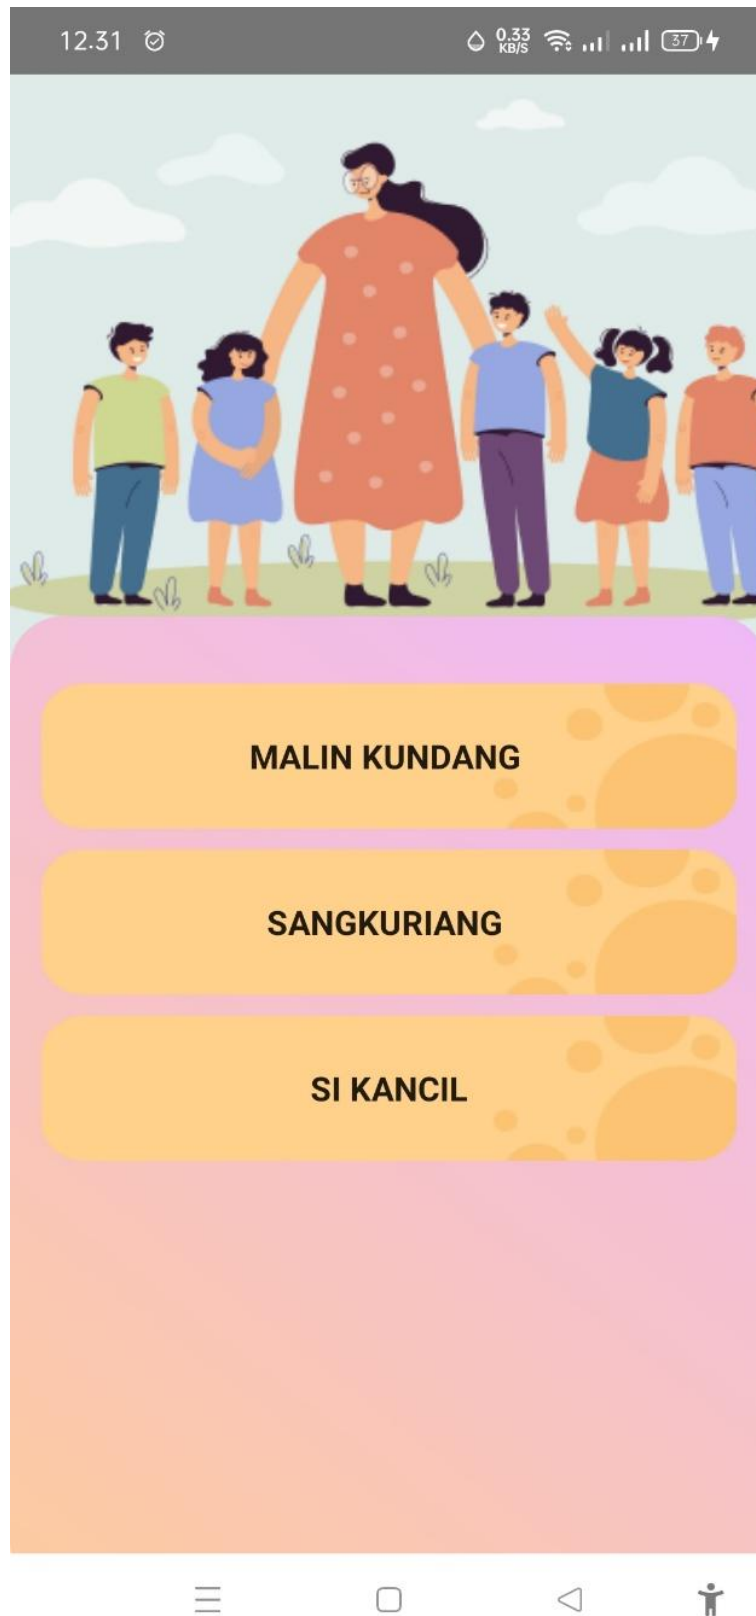 12.31
0.33
KB/S
37
MALIN KUNDANG
SANGKURIANG
SI KANCIL